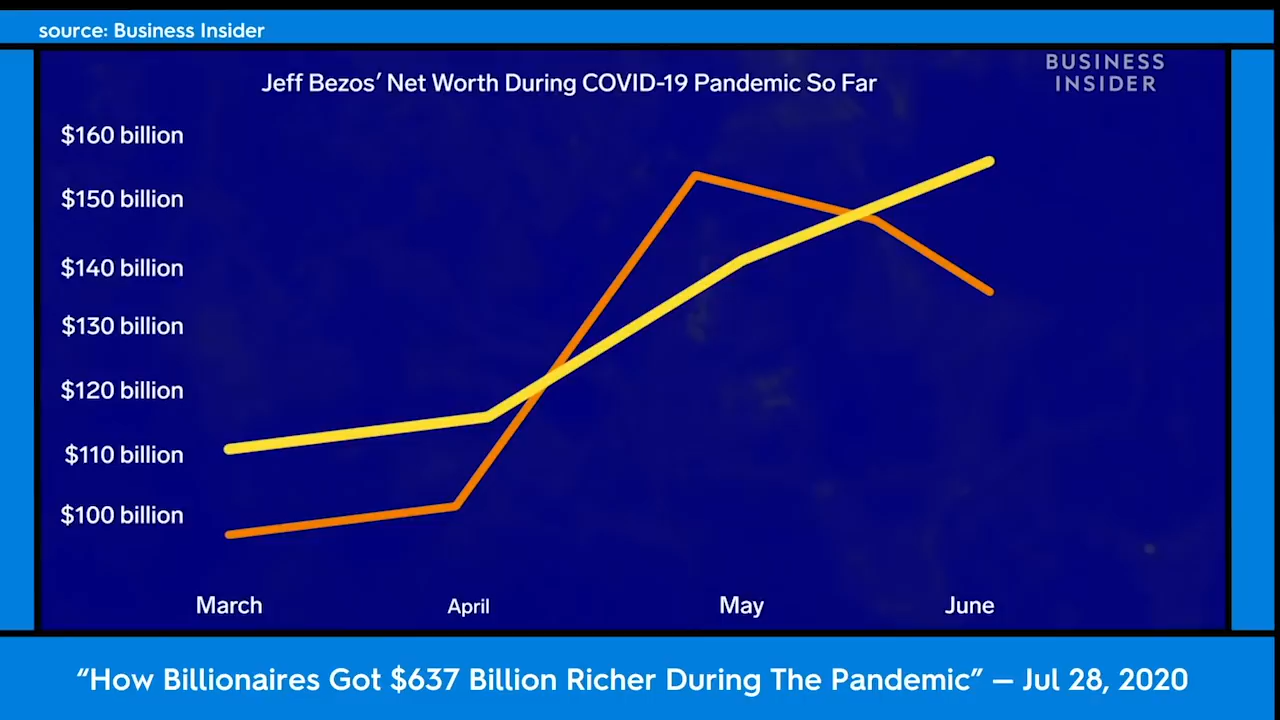 source: Business Insider
BUSINESS
INSIDER
Jeff Bezos' Net Worth During COVID-19 Pandemic So Far
$160 billion
$150 billion
$140 billion
$130 billion
$120 billion
$110 billion
$100 billion
March April May June
“How Billionaires Got $637 Billion Richer During The Pandemic” – Jul 28, 2020